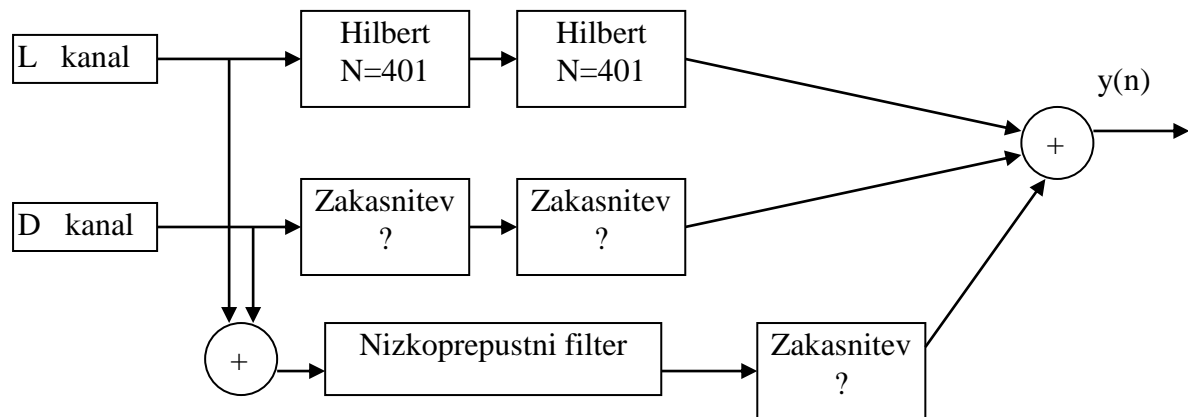 L kanal
Hilbert
N=401
Hilbert
N=401
y(n)
+
D kanal
Zakasnitev
?
Zakasnitev
?
+
Nizkoprepustni filter
Zakasnitev
?